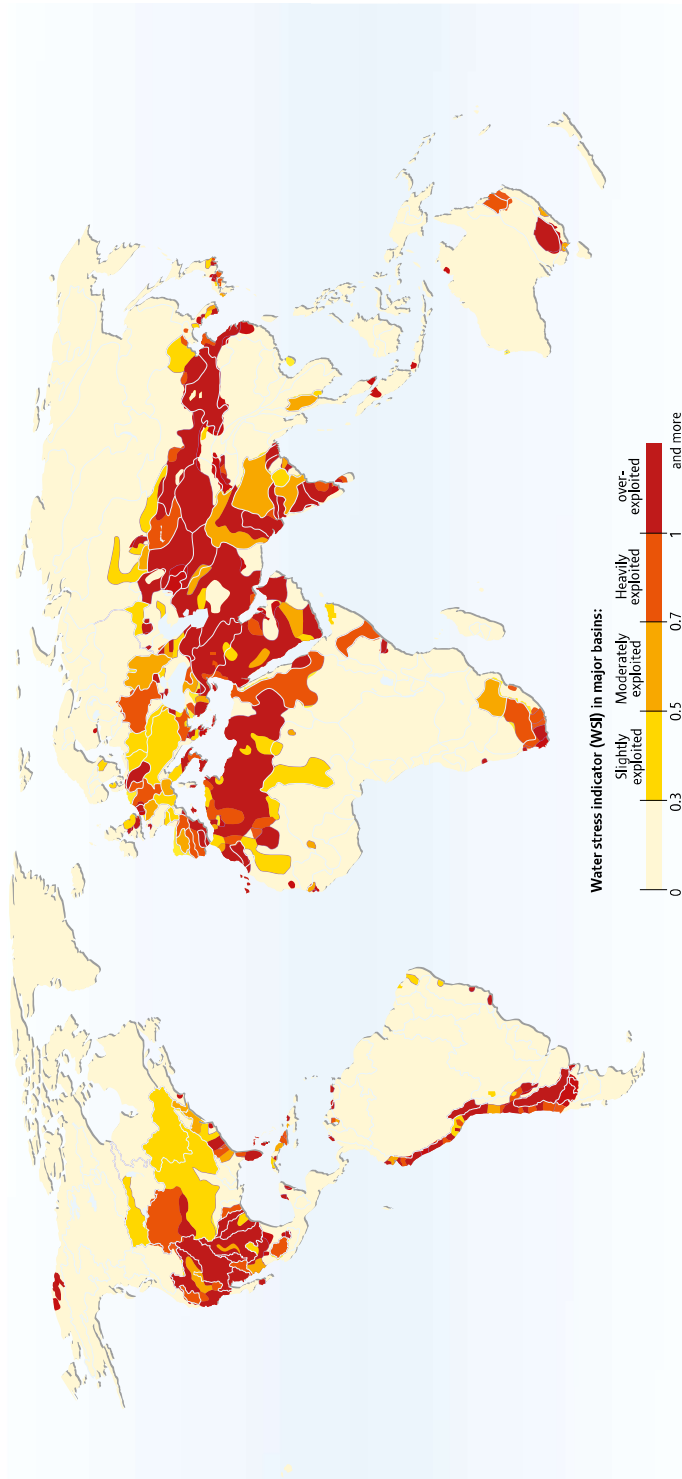 Water stress indicator (WSI) in major basins:
Slightly
exploited
Moderately
exploited
Heavily
exploited
over-
exploited
0
0.3
0.5
0.7
1
and more